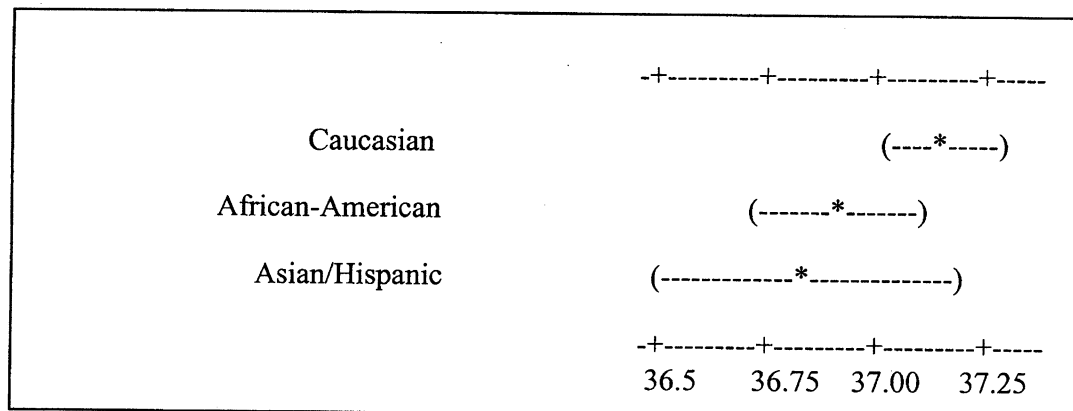 -+---------+---------+---------+-----
Caucasian (----*-----)
African-American (-------*-------)
Asian/Hispanic (------------*-------------)
-+---------+---------+---------+-----
36.5 36.75 37.00 37.25